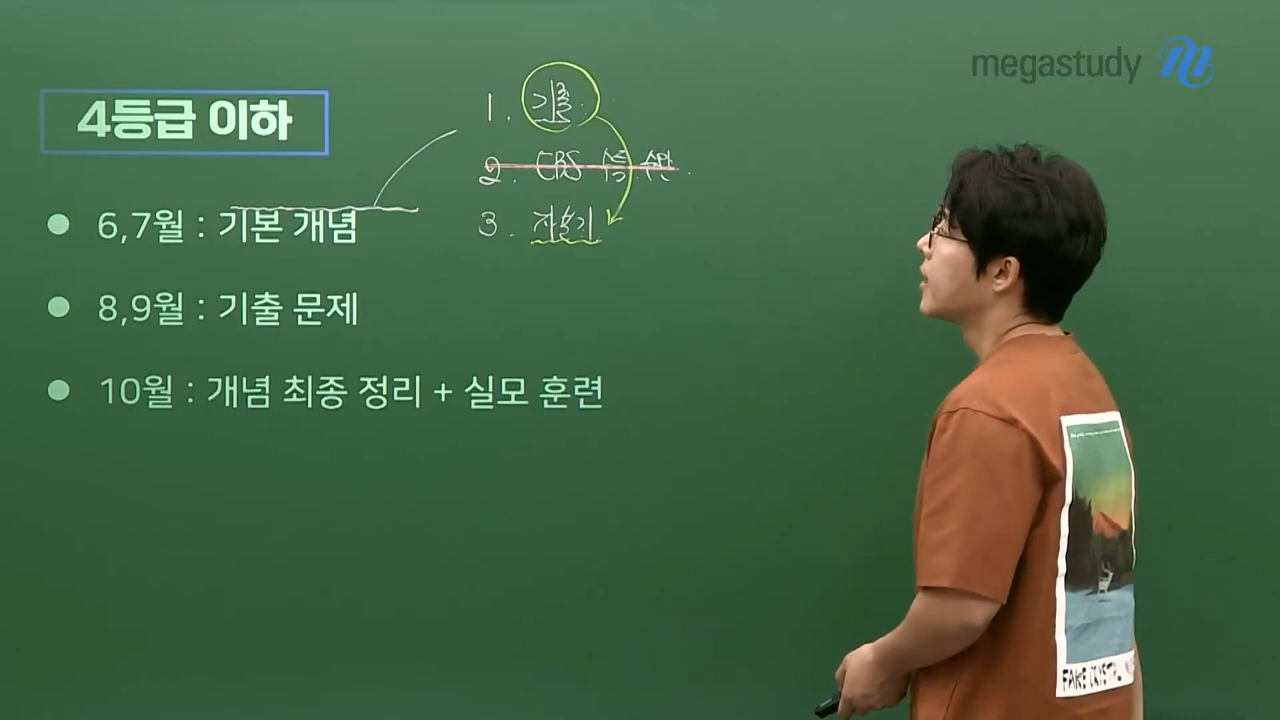 megastudy
4등급 이하
1. 기출
2. EBS
3.
6,7월 : 기본 개념
8,9월 : 기출 문제
10월 : 개념 최종 정리 + 실모 훈련